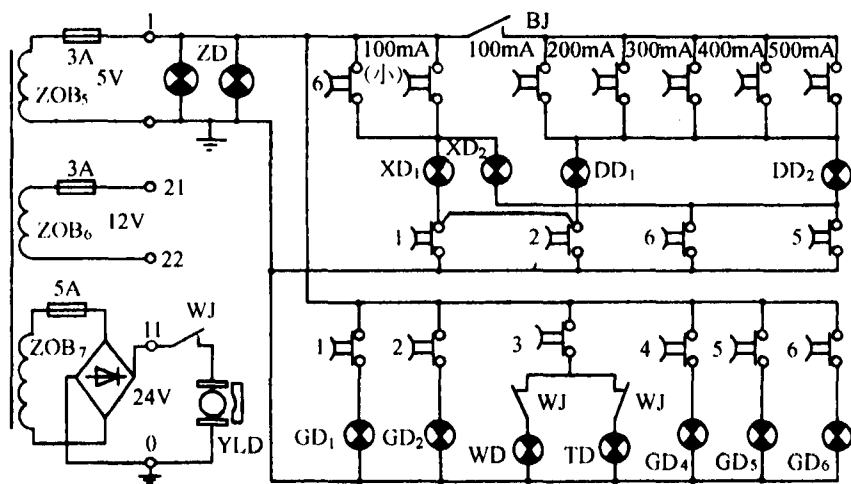 1
BJ
3A
5V
ZD
ZOB₅
100mA
(小)
6
100mA
200mA
300mA
400mA
500mA
XD₁
XD₂
DD₁
DD₂
3A
21
12V
ZOB₆
22
1
2
6
5
5A
11
WJ
ZOB₇
24V
YLD
0
1
2
3
4
5
6
WJ
WJ
GD₁
GD₂
WD
TD
GD₄
GD₅
GD₆